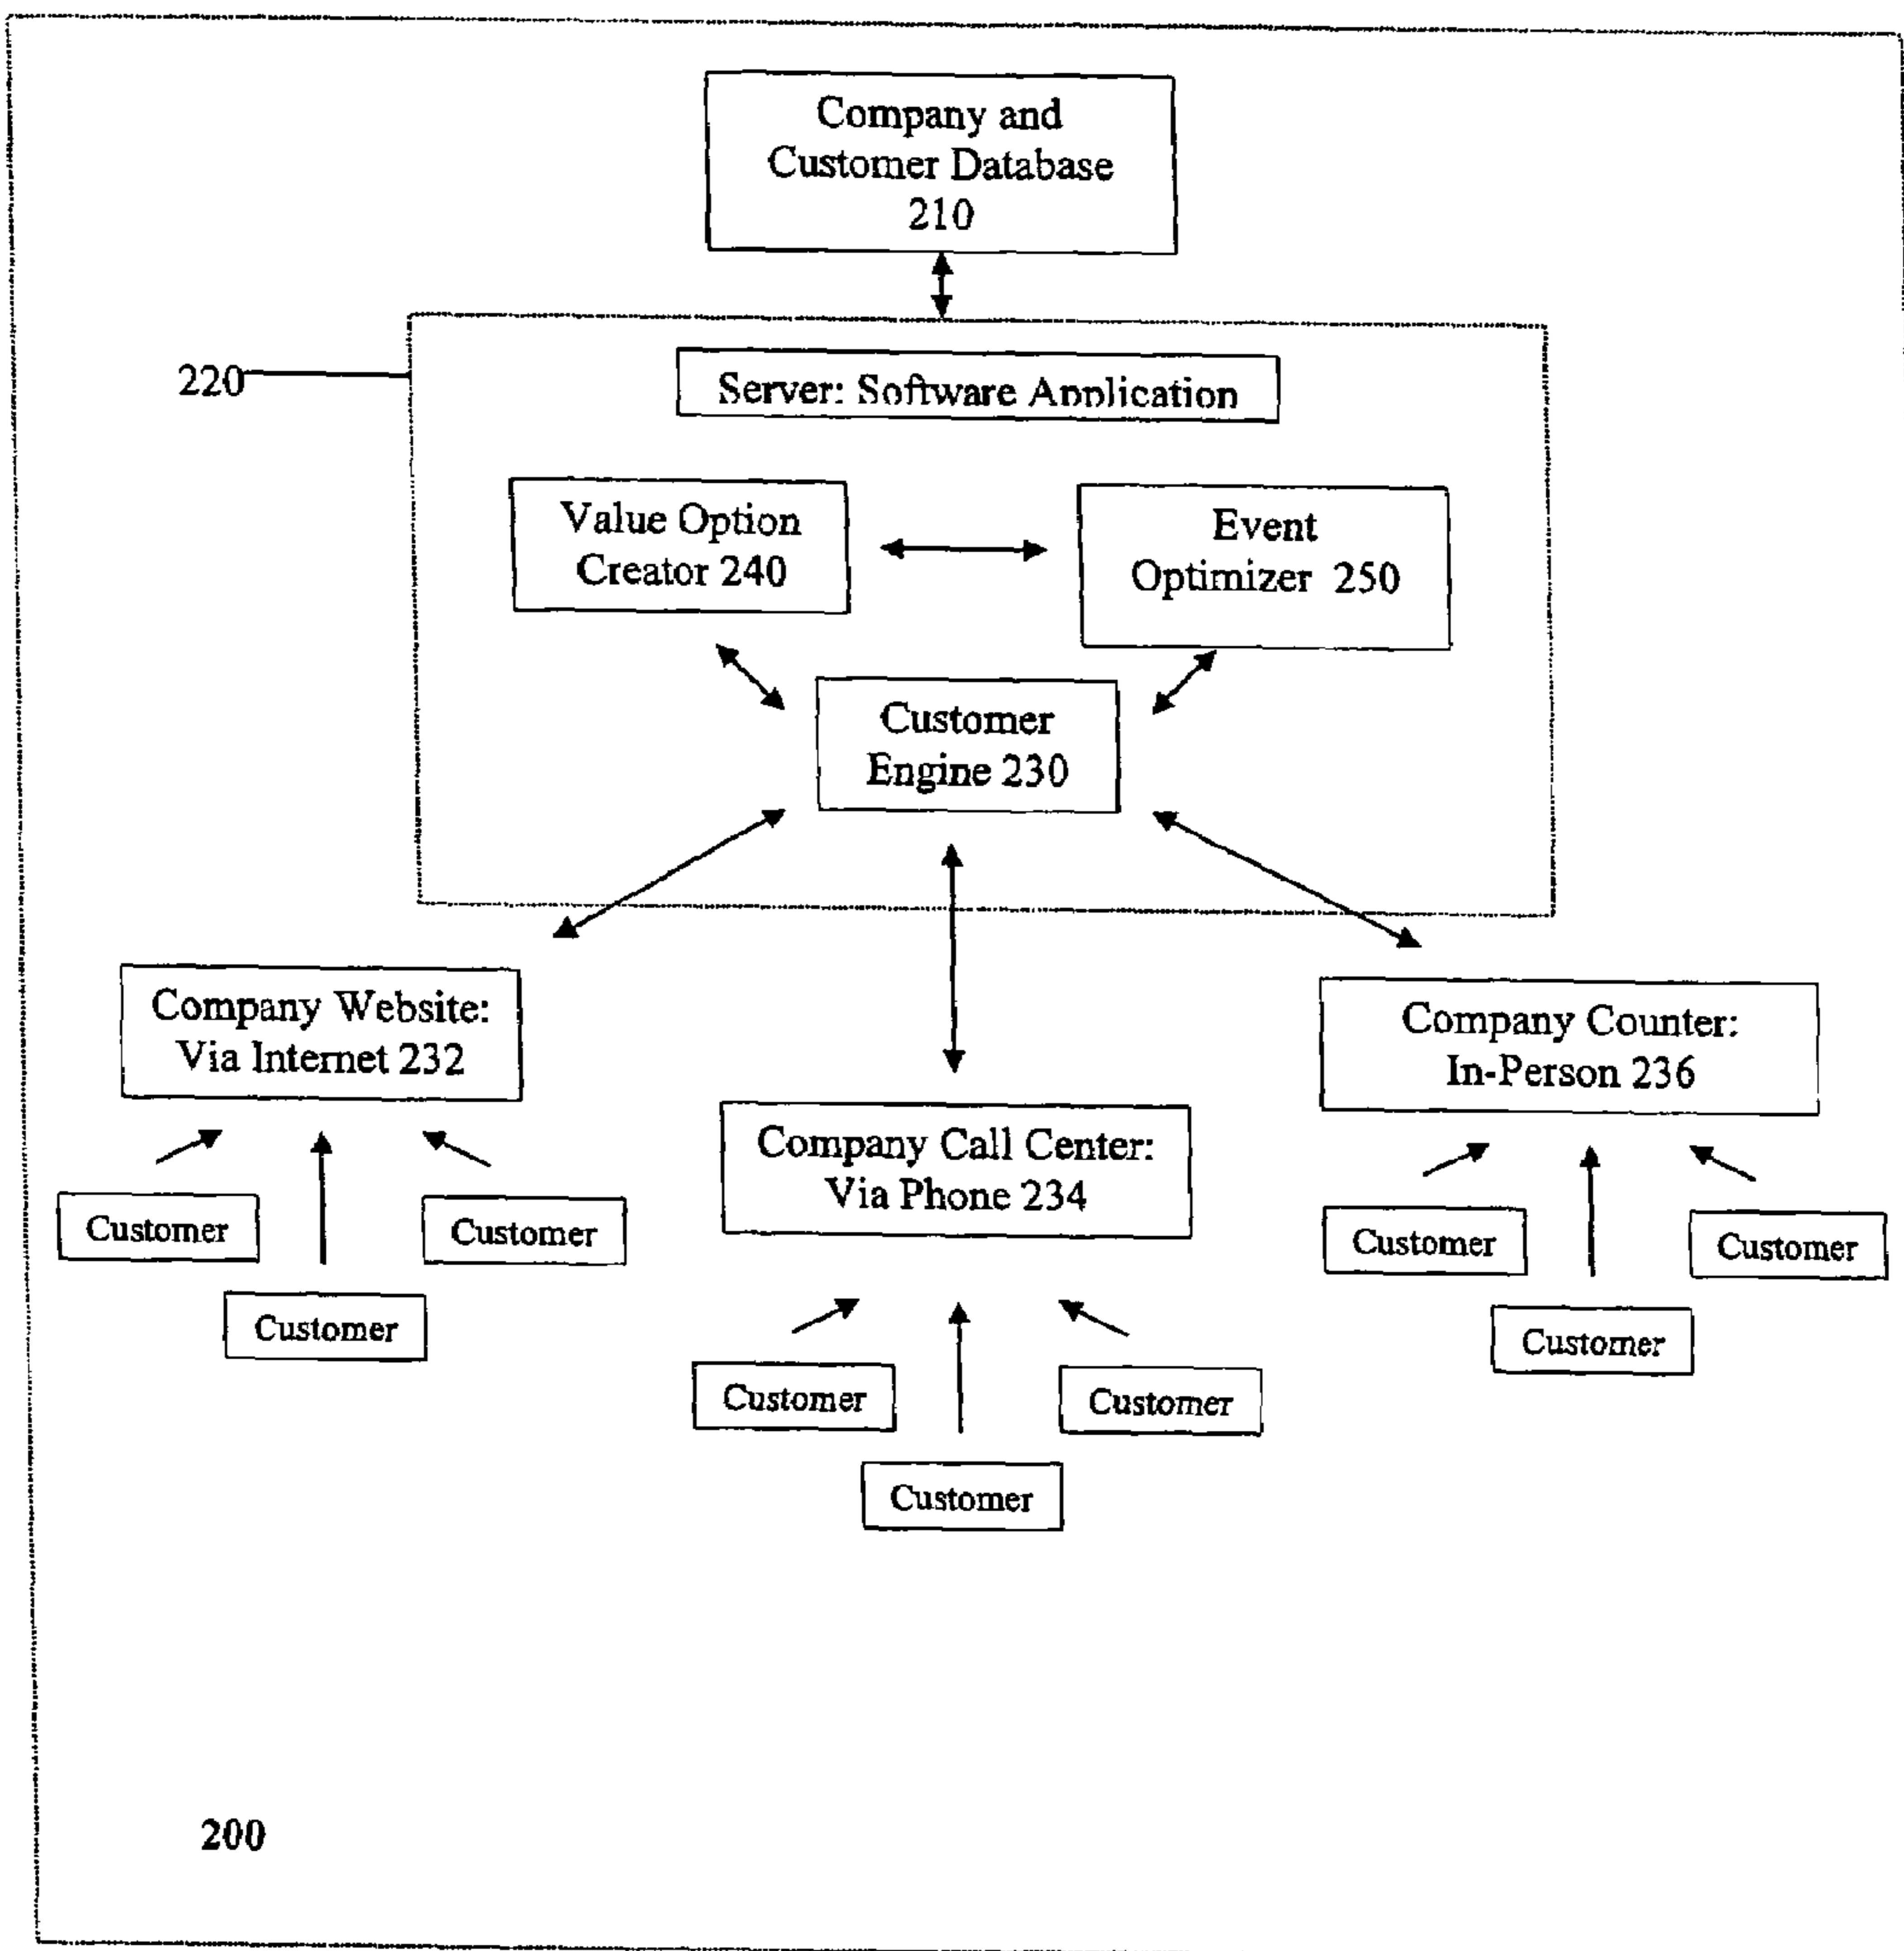 Company and
Customer Database
210
220
Server: Software Application
Value Option
Creator 240
Event
Optimizer 250
Customer
Engine 230
Company Website:
Via Internet 232
Company Counter:
In-Person 236
Company Call Center:
Via Phone 234
Customer
Customer
Customer
Customer
Customer
Customer
Customer
Customer
Customer
200